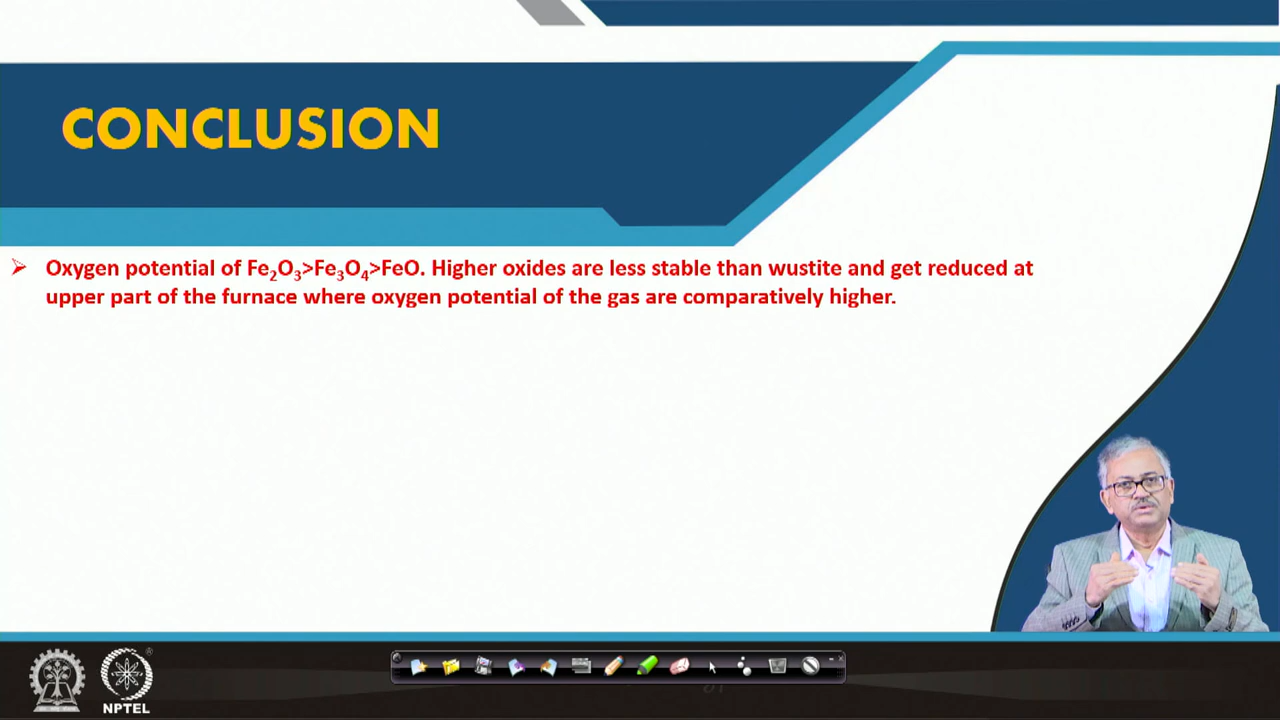 CONCLUSION
➢ Oxygen potential of Fe₂O₃>Fe₃O₄>FeO. Higher oxides are less stable than wustite and get reduced at
upper part of the furnace where oxygen potential of the gas are comparatively higher.
NPTEL